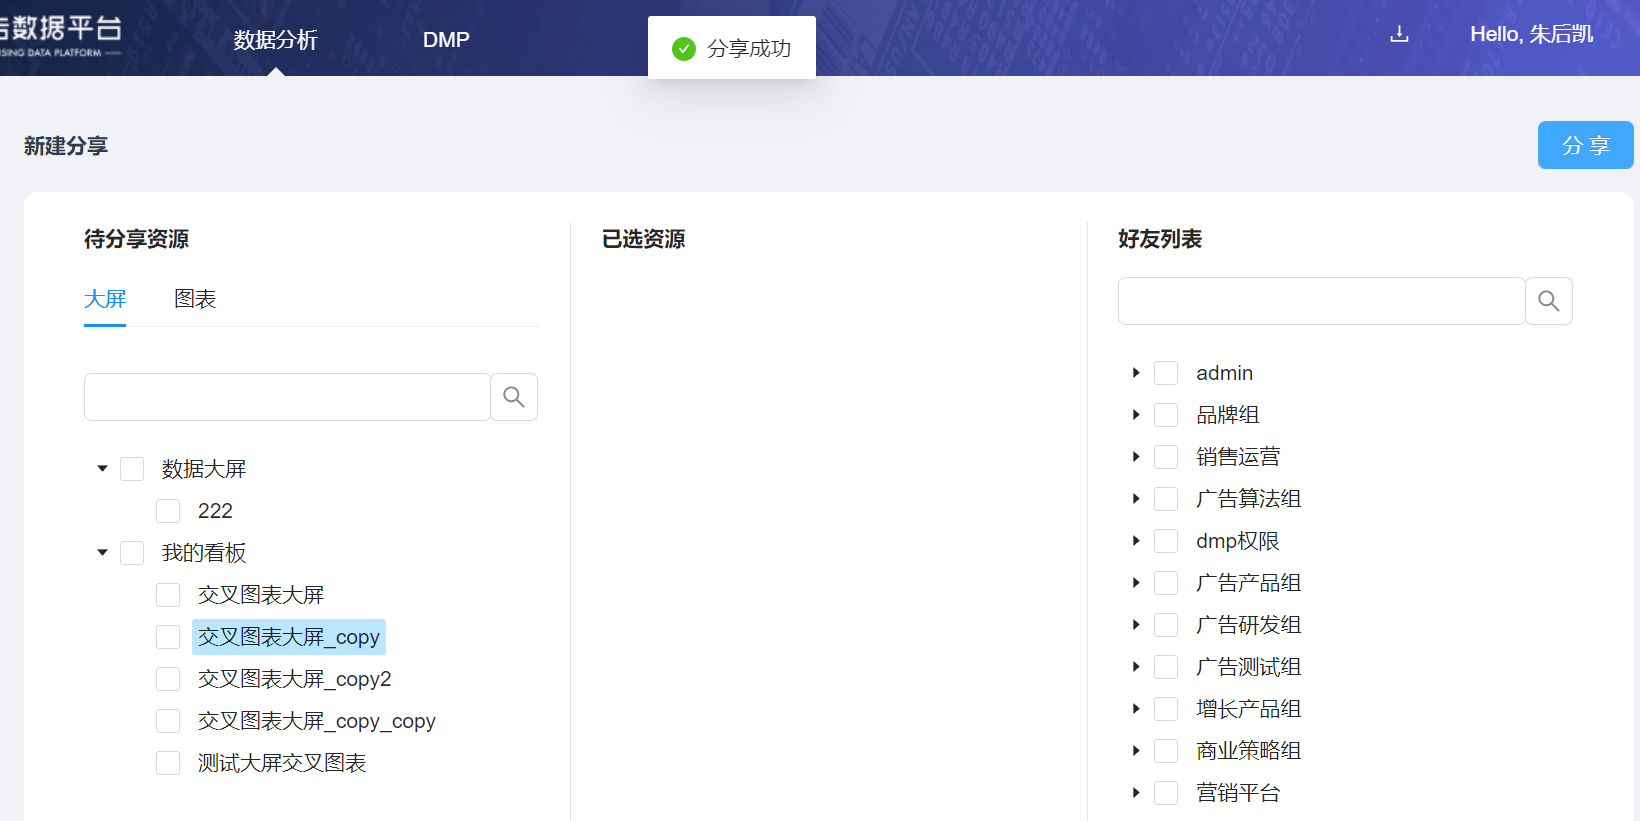 告数据平台
SING DATA PLATFORM
数据分析
DMP
分享成功
Hello, 朱后凯
新建分享
分享
待分享资源
大屏
图表
数据大屏
222
我的看板
交叉图表大屏
交叉图表大屏_copy
交叉图表大屏_copy2
交叉图表大屏_copy_copy
测试大屏交叉图表
已选资源
好友列表
admin
品牌组
销售运营
广告算法组
dmp权限
广告产品组
广告研发组
广告测试组
增长产品组
商业策略组
营销平台